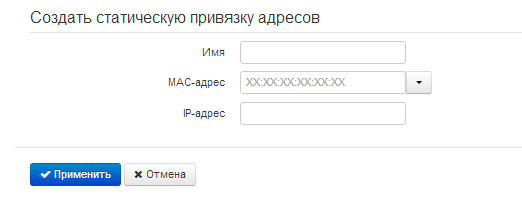 Создать статическую привязку адресов
Имя
MAC-адрес XX:XX:XX:XX:XX:XX
IP-адрес
Применить Отмена